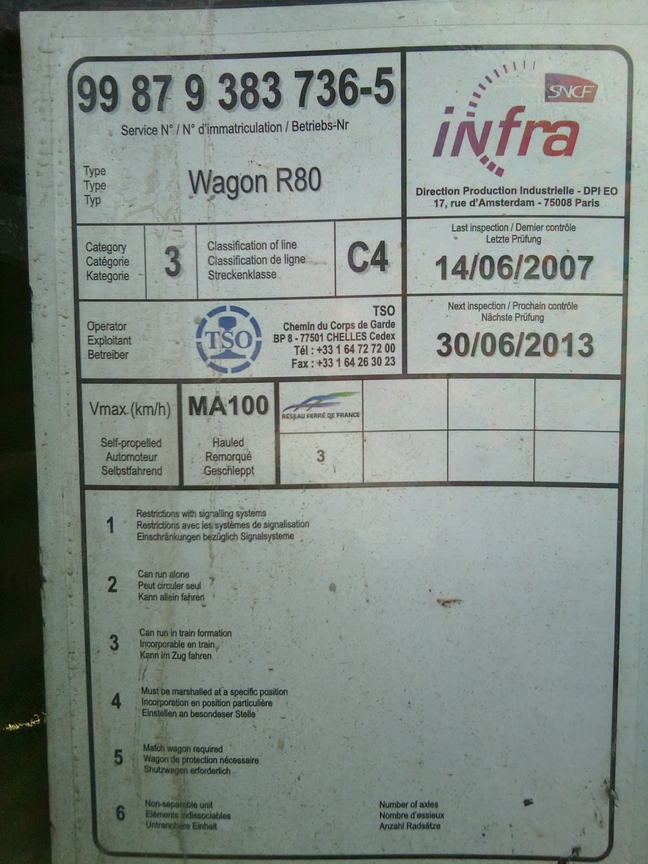 99 87 9 383 736-5
Service N° / N° d'immatriculation / Betriebs-Nr
Type
Type
Typ
Wagon R80
SNCF
infra
Direction Production Industrielle - DPI EO
17, rue d'Amsterdam - 75008 Paris
Category
Catégorie
Kategorie
3
Classification of line
Classification de ligne
Streckenklasse
C4
Last inspection / Dernier contrôle
Letzte Prüfung
14/06/2007
Operator
Exploitant
Betreiber
TSO
TSO
Chemin du Corps de Garde
BP 8 - 77501 CHELLES Cedex
Tél : +33 1 64 72 72 00
Fax : +33 1 64 26 30 23
Next inspection / Prochain contrôle
Nächste Prüfung
30/06/2013
Vmax (km/h)
MA100
RÉSEAU FERRÉ DE FRANCE
Self-propelled
Automoteur
Selbstfahrend
Hauled
Remorqué
Geschleppt
3
1
Restrictions with signalling systems
Restrictions avec les systèmes de signalisation
Einschränkungen bezüglich Signalsysteme
2
Can run alone
Peut circuler seul
Kann allein fahren
3
Can run in train formation
Incorporable en train
Kann im Zug fahren
4
Must be marshalled at a specific position
Incorporation en position particulière
Einstellen an besondeser Stelle
5
Match wagon required
Wagon de protection nécessaire
Shutzwagen erforderlich
6
Non-separable unit
Eléments indissociables
Untrennbare Einheit
Number of axles
Nombre d'essieux
Anzahl Radsätze